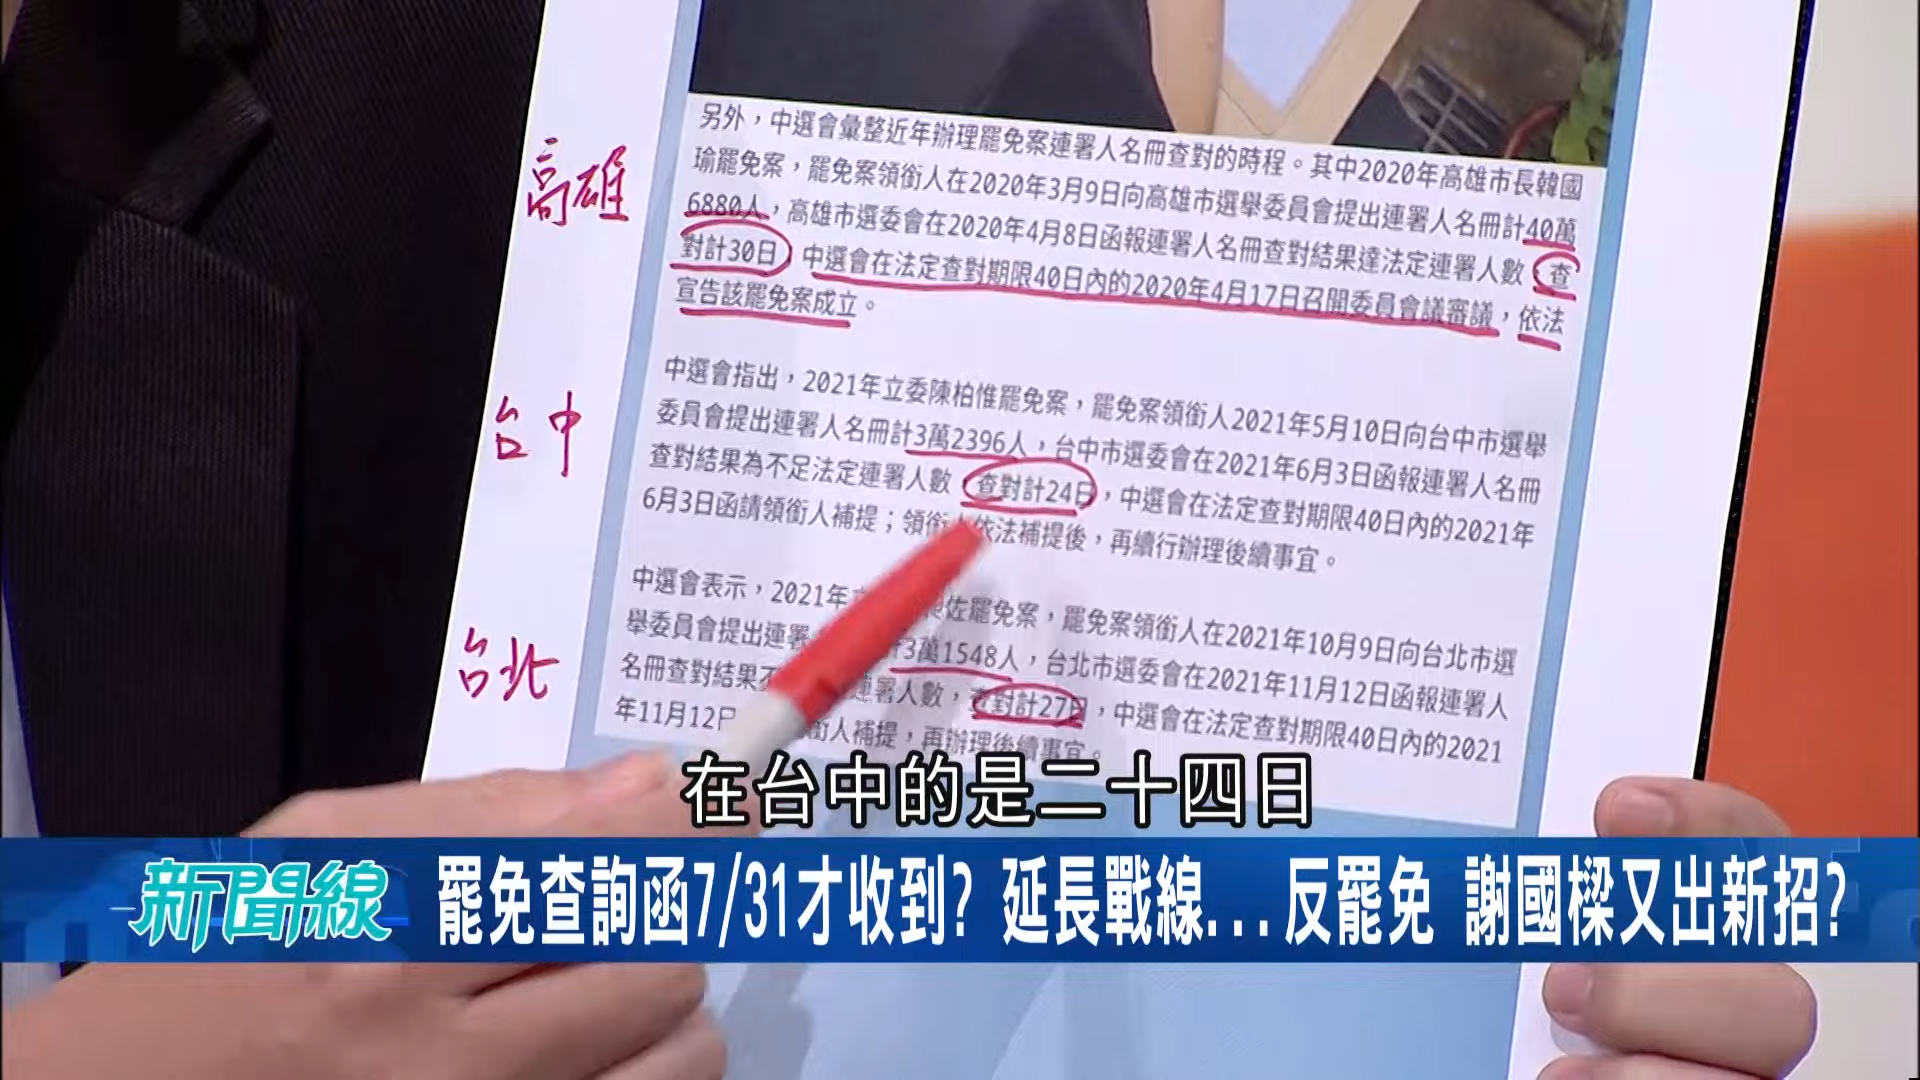 另外，中選會彙整近年辦理罷免案連署人名冊查對的時程。其中2020年高雄市長韓國
瑜罷免案，罷免案領銜人在2020年3月9日向高雄市選舉委員會提出連署人名冊計40萬
6880人，高雄市選委會在2020年4月8日函報連署人名冊查對結果達法定連署人數，查
對計30日，中選會在法定查對期限40日內的2020年4月17日召開委員會議審議，依法
宣告該罷免案成立。
高雄
中選會指出，2021年立委陳柏惟罷免案，罷免案領銜人2021年5月10日向台中市選舉
委員會提出連署人名冊計3萬2396人，台中市選委會在2021年6月3日函報連署人名冊
查對結果為不足法定連署人數，查對計24日，中選會在法定查對期限40日內的2021年
6月3日函請領銜人補提；領銜人依法補提後，再續行辦理後續事宜。
台中
中選會表示，2021年立 昶佐罷免案，罷免案領銜人在2021年10月9日向台北市選
舉委員會提出連署 計3萬1548人，台北市選委會在2021年11月12日函報連署人
名冊查對結果不 連署人數，查對計27日，中選會在法定查對期限40日內的2021
年11月12日 銜人補提，再辦理後續事宜。
台北
在台中的是二十四日
新聞線
罷免查詢函7/31才收到? 延長戰線...反罷免 謝國樑又出新招?